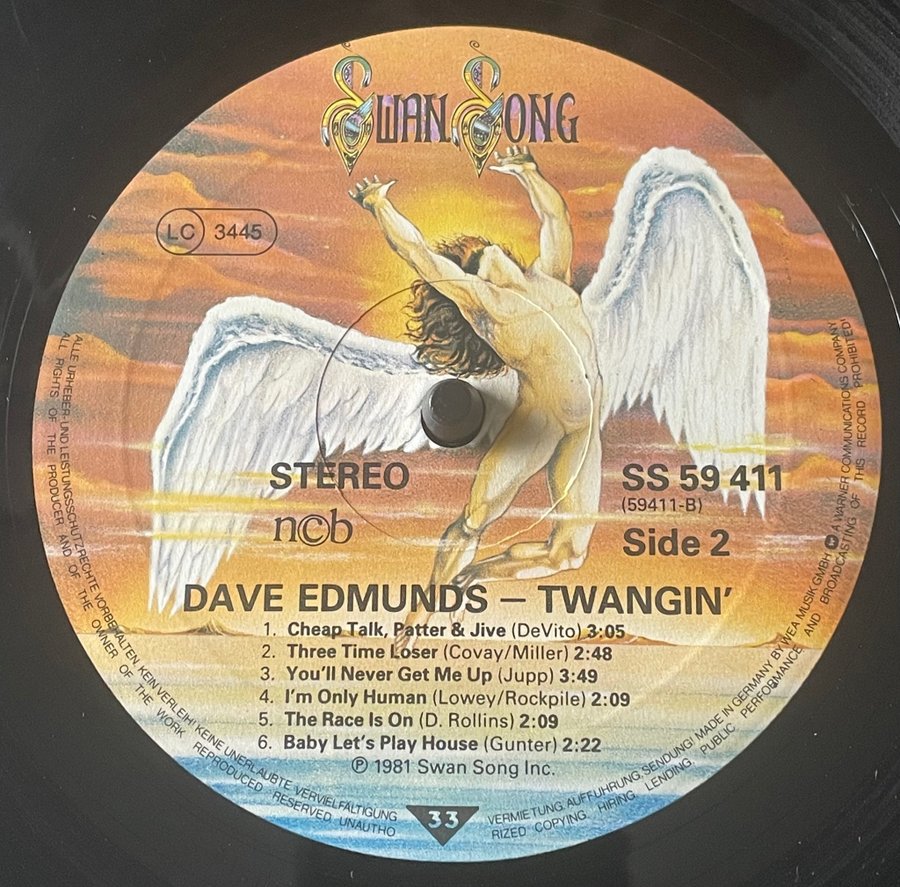 SWAN SONG
LC 3445
STEREO
ncb
SS 59 411
(59411-B)
Side 2
DAVE EDMUNDS – TWANGIN’
1. Cheap Talk, Patter & Jive (DeVito) 3:05
2. Three Time Loser (Covay/Miller) 2:48
3. You’ll Never Get Me Up (Jupp) 3:49
4. I’m Only Human (Lowey/Rockpile) 2:09
5. The Race Is On (D. Rollins) 2:09
6. Baby Let’s Play House (Gunter) 2:22
℗ 1981 Swan Song Inc.
33
ALLE URHEBER- UND LEISTUNGSSCHUTZRECHTE VORBEHALTEN KEIN VERLEIH! KEINE UNERLAUBTE VERVIELFÄLTIGUNG VERMIETUNG, AUFFÜHRUNG, SENDUNG! MADE IN GERMANY BY WEA MUSIK GMBH A WARNER COMMUNICATIONS COMPANY
ALL RIGHTS OF THE PRODUCER AND OF THE OWNER OF THE WORK REPRODUCED RESERVED UNAUTHORIZED COPYING, HIRING, LENDING, PUBLIC PERFORMANCE AND BROADCASTING OF THIS RECORD PROHIBITED!